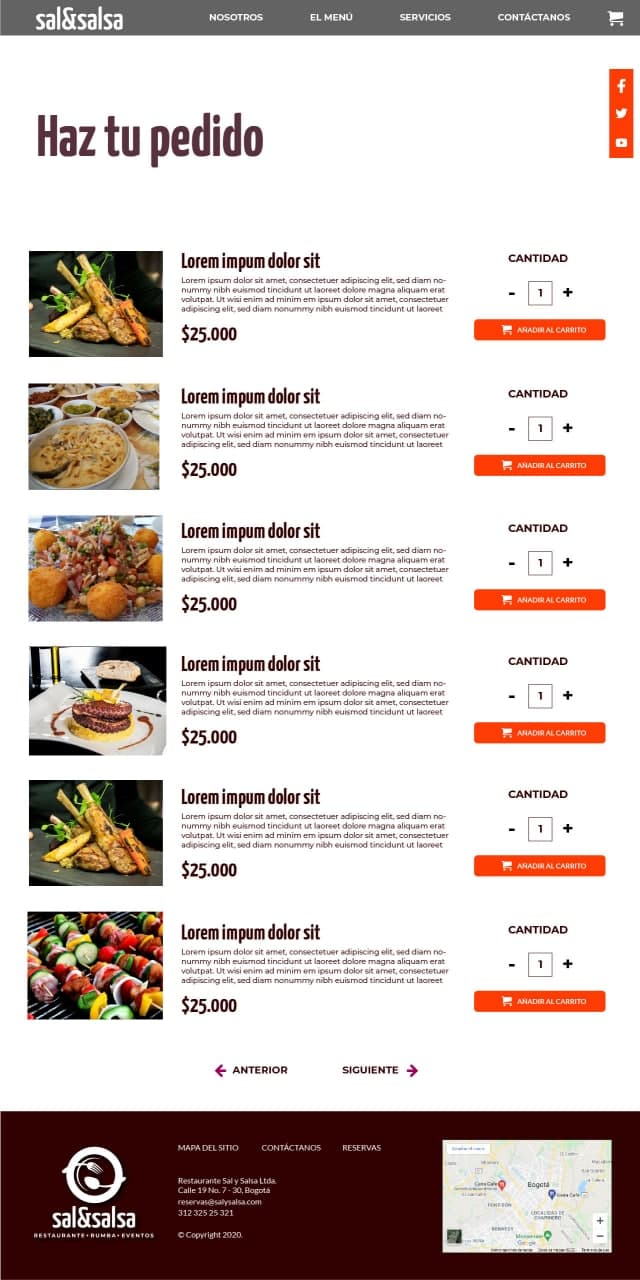 sal&salsa
NOSOTROS EL MENÚ SERVICIOS CONTÁCTANOS
Haz tu pedido
Lorem impum dolor sit
Lorem ipsum dolor sit amet, consectetuer adipiscing elit, sed diam no-
nummy nibh euismod tincidunt ut laoreet dolore magna aliquam erat
volutpat. Ut wisi enim ad minim em ipsum dolor sit amet, consectetuer
adipiscing elit, sed diam nonummy nibh euismod tincidunt ut laoreet
$25.000
CANTIDAD
- 1 +
AÑADIR AL CARRITO
Lorem impum dolor sit
Lorem ipsum dolor sit amet, consectetuer adipiscing elit, sed diam no-
nummy nibh euismod tincidunt ut laoreet dolore magna aliquam erat
volutpat. Ut wisi enim ad minim em ipsum dolor sit amet, consectetuer
adipiscing elit, sed diam nonummy nibh euismod tincidunt ut laoreet
$25.000
CANTIDAD
- 1 +
AÑADIR AL CARRITO
Lorem impum dolor sit
Lorem ipsum dolor sit amet, consectetuer adipiscing elit, sed diam no-
nummy nibh euismod tincidunt ut laoreet dolore magna aliquam erat
volutpat. Ut wisi enim ad minim em ipsum dolor sit amet, consectetuer
adipiscing elit, sed diam nonummy nibh euismod tincidunt ut laoreet
$25.000
CANTIDAD
- 1 +
AÑADIR AL CARRITO
Lorem impum dolor sit
Lorem ipsum dolor sit amet, consectetuer adipiscing elit, sed diam no-
nummy nibh euismod tincidunt ut laoreet dolore magna aliquam erat
volutpat. Ut wisi enim ad minim em ipsum dolor sit amet, consectetuer
adipiscing elit, sed diam nonummy nibh euismod tincidunt ut laoreet
$25.000
CANTIDAD
- 1 +
AÑADIR AL CARRITO
Lorem impum dolor sit
Lorem ipsum dolor sit amet, consectetuer adipiscing elit, sed diam no-
nummy nibh euismod tincidunt ut laoreet dolore magna aliquam erat
volutpat. Ut wisi enim ad minim em ipsum dolor sit amet, consectetuer
adipiscing elit, sed diam nonummy nibh euismod tincidunt ut laoreet
$25.000
CANTIDAD
- 1 +
AÑADIR AL CARRITO
Lorem impum dolor sit
Lorem ipsum dolor sit amet, consectetuer adipiscing elit, sed diam no-
nummy nibh euismod tincidunt ut laoreet dolore magna aliquam erat
volutpat. Ut wisi enim ad minim em ipsum dolor sit amet, consectetuer
adipiscing elit, sed diam nonummy nibh euismod tincidunt ut laoreet
$25.000
CANTIDAD
- 1 +
AÑADIR AL CARRITO
ANTERIOR SIGUIENTE
sal&salsa
RESTAURANTE • RUMBA • EVENTOS
MAPA DEL SITIO CONTÁCTANOS RESERVAS
Restaurante Sal y Salsa Ltda.
Calle 19 No. 7 - 30, Bogotá
reservas@salysalsa.com
312 325 25 321
© Copyright 2020.
Bogotá
LOCALIDAD DE
CHAPINERO
Google
+
-